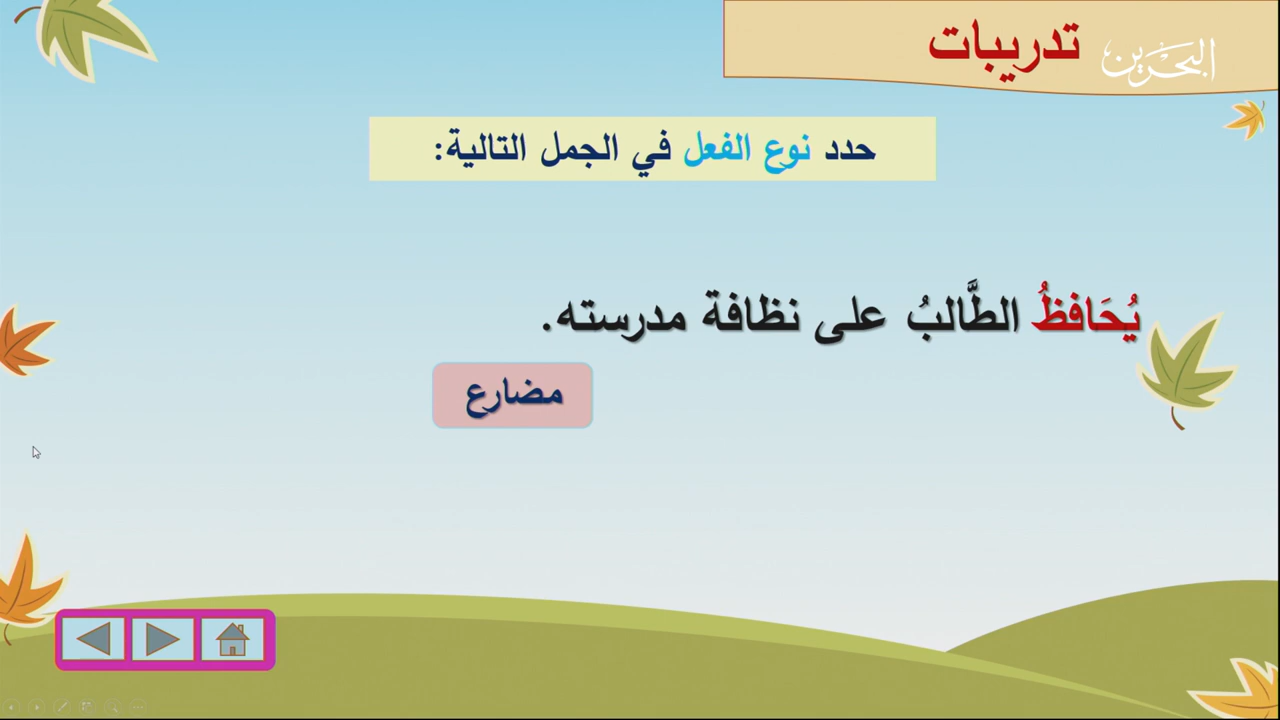 البحرين
تدريبات
حدد نوع الفعل في الجمل التالية:
يُحَافظُ الطَّالبُ على نظافة مدرسته.
مضارع